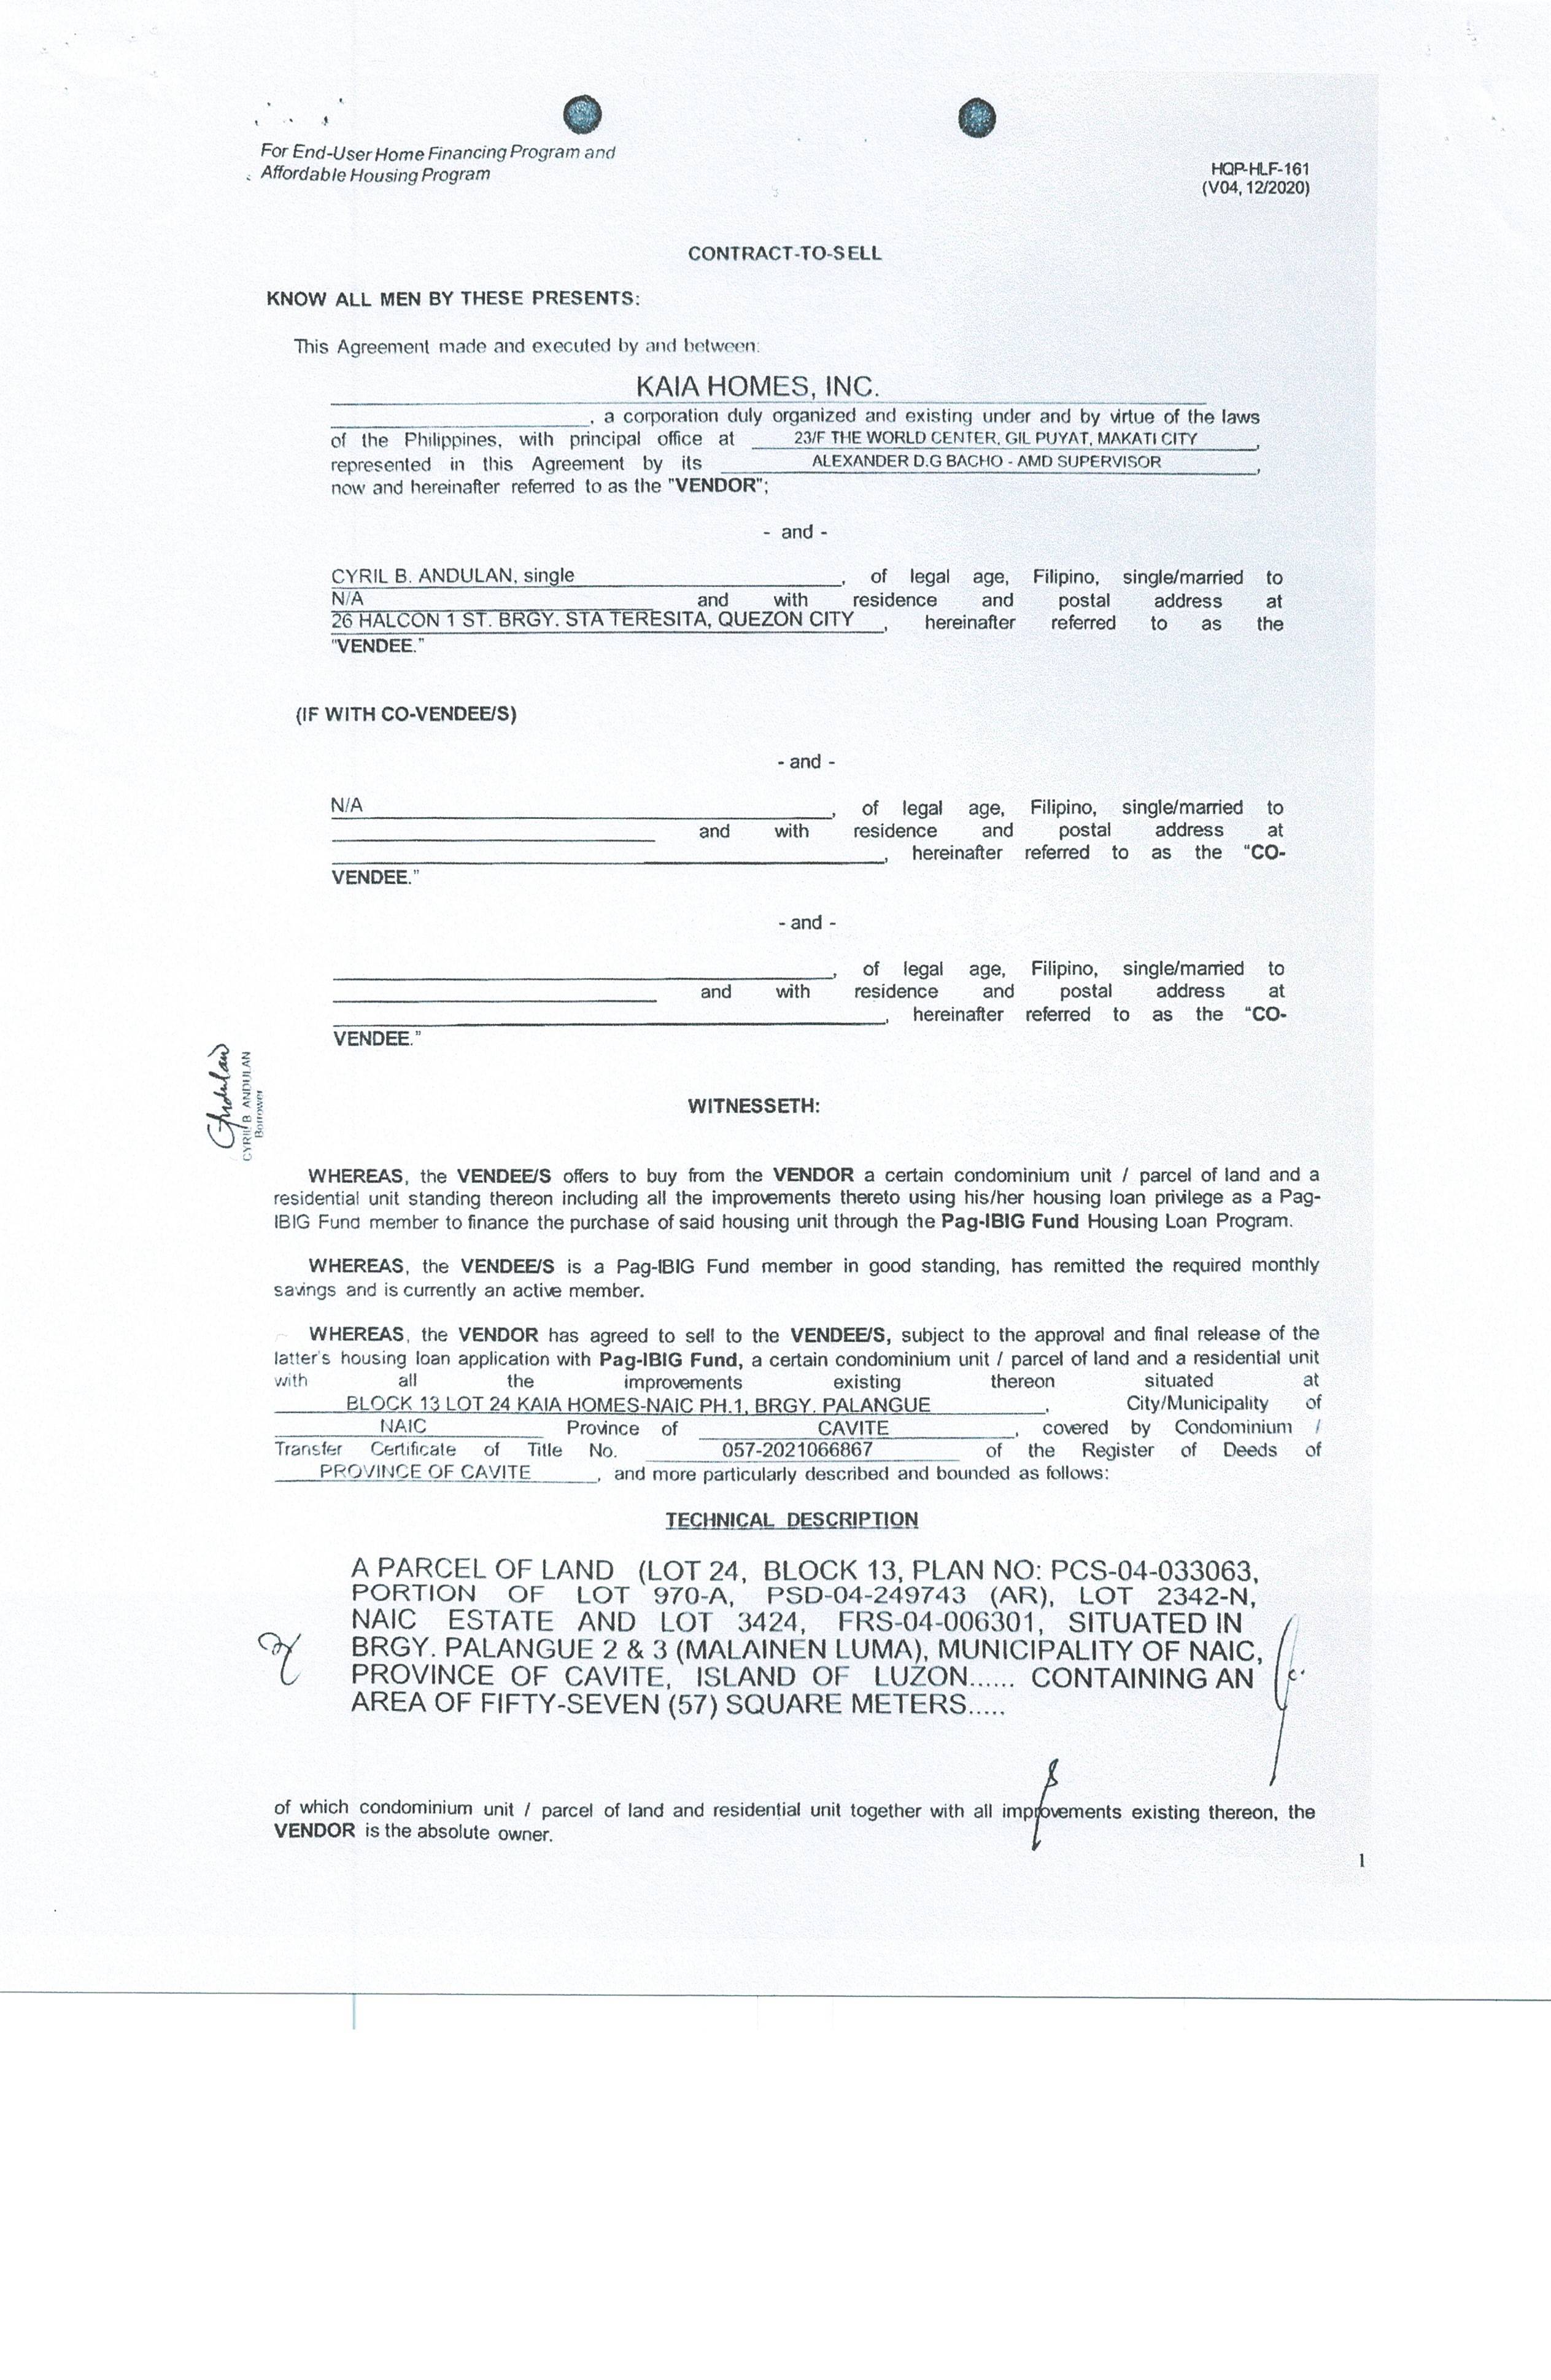 For End-User Home Financing Program and
Affordable Housing Program
HQP-HLF-161
(V04, 12/2020)
CONTRACT-TO-SELL
KNOW ALL MEN BY THESE PRESENTS:
This Agreement made and executed by and between:
KAIA HOMES, INC.
, a corporation duly organized and existing under and by virtue of the laws
of the Philippines, with principal office at 23/F THE WORLD CENTER, GIL PUYAT, MAKATI CITY,
represented in this Agreement by its ALEXANDER D.G BACHO - AMD SUPERVISOR,
now and hereinafter referred to as the "VENDOR";
- and -
CYRIL B. ANDULAN, single, of legal age, Filipino, single/married to
N/A and with residence and postal address at
26 HALCON 1 ST. BRGY. STA TERESITA, QUEZON CITY, hereinafter referred to as the
"VENDEE."
(IF WITH CO-VENDEE/S)
- and -
N/A, of legal age, Filipino, single/married to
and with residence and postal address at
, hereinafter referred to as the "CO-
VENDEE."
- and -
, of legal age, Filipino, single/married to
and with residence and postal address at
, hereinafter referred to as the "CO-
VENDEE."
Andulan
CYRIL B. ANDULAN
Borrower
WITNESSETH:
WHEREAS, the VENDEE/S offers to buy from the VENDOR a certain condominium unit / parcel of land and a
residential unit standing thereon including all the improvements thereto using his/her housing loan privilege as a Pag-
IBIG Fund member to finance the purchase of said housing unit through the Pag-IBIG Fund Housing Loan Program.
WHEREAS, the VENDEE/S is a Pag-IBIG Fund member in good standing, has remitted the required monthly
savings and is currently an active member.
WHEREAS, the VENDOR has agreed to sell to the VENDEE/S, subject to the approval and final release of the
latter's housing loan application with Pag-IBIG Fund, a certain condominium unit / parcel of land and a residential unit
with all the improvements existing thereon situated at
BLOCK 13 LOT 24 KAIA HOMES-NAIC PH.1, BRGY. PALANGUE, City/Municipality of
NAIC Province of CAVITE, covered by Condominium /
Transfer Certificate of Title No. 057-2021066867 of the Register of Deeds of
PROVINCE OF CAVITE, and more particularly described and bounded as follows:
TECHNICAL DESCRIPTION
A PARCEL OF LAND (LOT 24, BLOCK 13, PLAN NO: PCS-04-033063,
PORTION OF LOT 970-A, PSD-04-249743 (AR), LOT 2342-N,
NAIC ESTATE AND LOT 3424, FRS-04-006301, SITUATED IN
BRGY. PALANGUE 2 & 3 (MALAINEN LUMA), MUNICIPALITY OF NAIC,
PROVINCE OF CAVITE, ISLAND OF LUZON...... CONTAINING AN
AREA OF FIFTY-SEVEN (57) SQUARE METERS.....
of which condominium unit / parcel of land and residential unit together with all improvements existing thereon, the
VENDOR is the absolute owner.
1